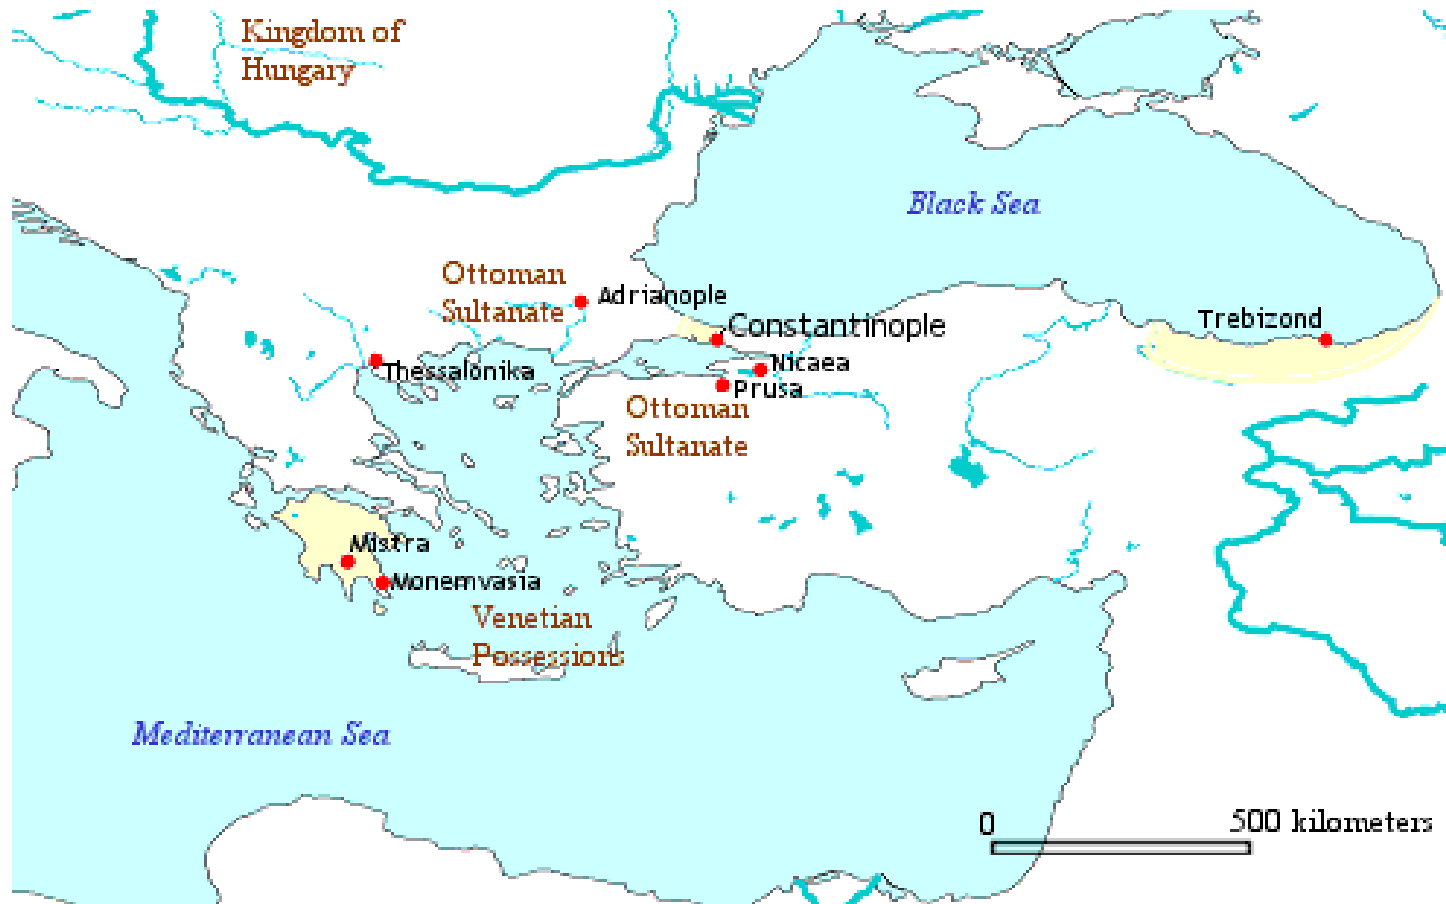 Kingdom of
Hungary
Black Sea
Ottoman
Sultanate
Adrianople
Constantinople
Trebizond
Thessalonika
Nicaea
Prusa
Ottoman
Sultanate
Mistra
Monemvasia
Venetian
Possessions
Mediterranean Sea
0 500 kilometers